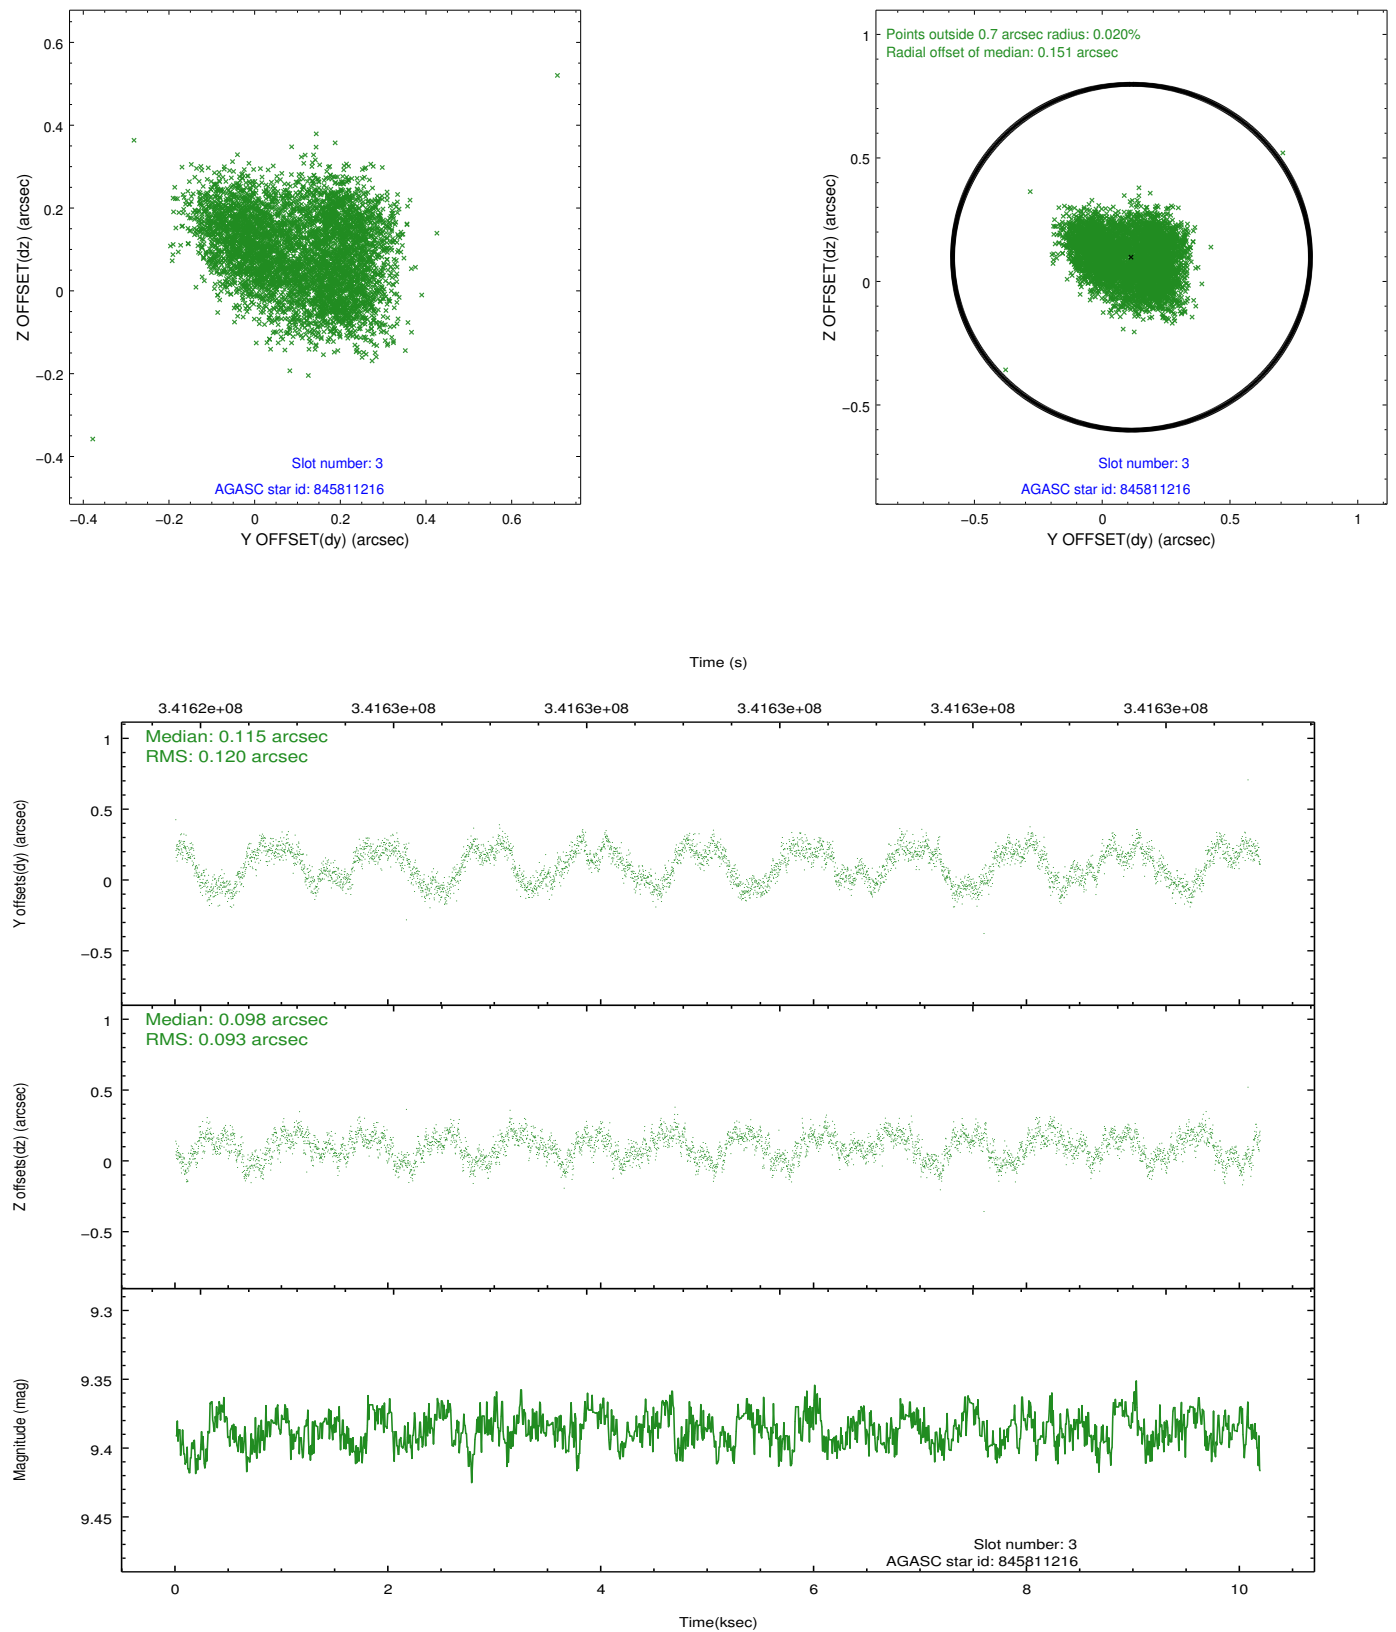 0.6
0.4
0.2
0
−0.2
−0.4
Z OFFSET(dz) (arcsec)
Slot number: 3
AGASC star id: 845811216
−0.4
−0.2
0
0.2
0.4
0.6
Y OFFSET(dy) (arcsec)
Points outside 0.7 arcsec radius: 0.020%
Radial offset of median: 0.151 arcsec
1
0.5
0
−0.5
Z OFFSET(dz) (arcsec)
Slot number: 3
AGASC star id: 845811216
−0.5
0
0.5
1
Y OFFSET(dy) (arcsec)
Time (s)
3.4162e+08
3.4163e+08
3.4163e+08
3.4163e+08
3.4163e+08
3.4163e+08
Median: 0.115 arcsec
RMS: 0.120 arcsec
1
0.5
0
−0.5
Y offsets(dy) (arcsec)
Median: 0.098 arcsec
RMS: 0.093 arcsec
1
0.5
0
−0.5
Z offsets(dz) (arcsec)
9.3
9.35
9.4
9.45
Magnitude (mag)
Slot number: 3
AGASC star id: 845811216
0
2
4
6
8
10
Time(ksec)